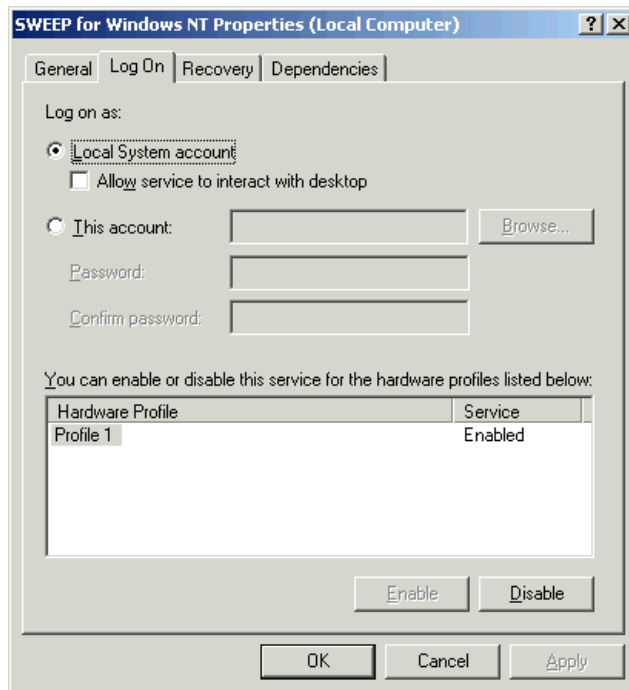 SWEEP for Windows NT Properties (Local Computer)
General Log On Recovery Dependencies
Log on as:
Local System account
Allow service to interact with desktop
This account: Browse...
Password:
Confirm password:
You can enable or disable this service for the hardware profiles listed below:
Hardware Profile Service
Profile 1 Enabled
Enable Disable
OK Cancel Apply